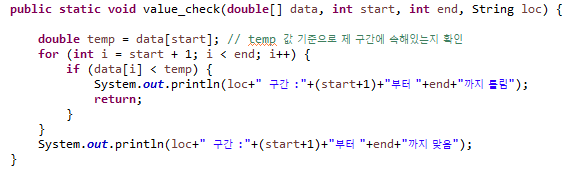 public static void value_check(double[] data, int start, int end, String loc) {
double temp = data[start]; // temp 값 기준으로 제 구간에 속해있는지 확인
for (int i = start + 1; i < end; i++) {
if (data[i] < temp) {
System.out.println(loc+" 구간 :"+(start+1)+"부터 "+end+"까지 틀림");
return;
}
}
System.out.println(loc+" 구간 :"+(start+1)+"부터 "+end+"까지 맞음");
}